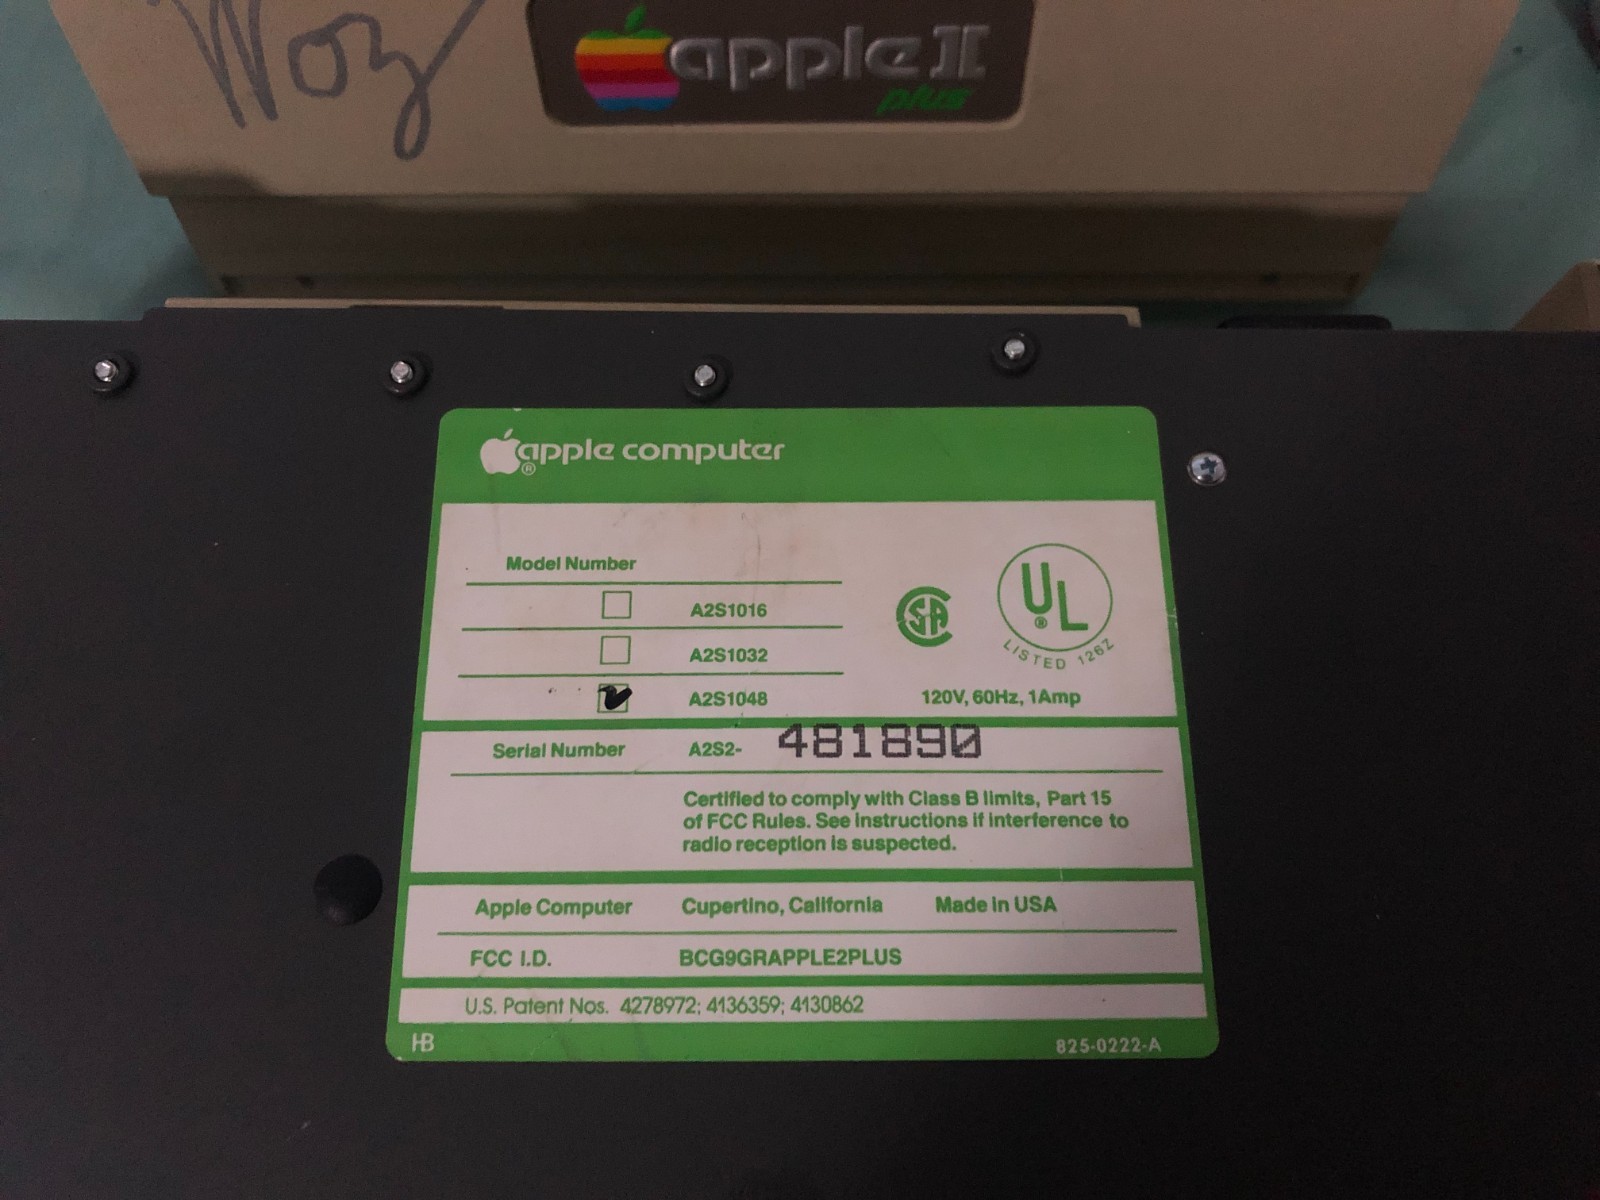 Woz
apple ][
plus
apple computer
®
Model Number
A2S1016
A2S1032
A2S1048
SA
UL
®
LISTED 126Z
120V, 60Hz, 1Amp
Serial Number A2S2- 481890
Certified to comply with Class B limits, Part 15
of FCC Rules. See instructions if interference to
radio reception is suspected.
Apple Computer Cupertino, California Made in USA
FCC I.D. BCG9GRAPPLE2PLUS
U.S. Patent Nos. 4278972; 4136359; 4130862
HB 825-0222-A